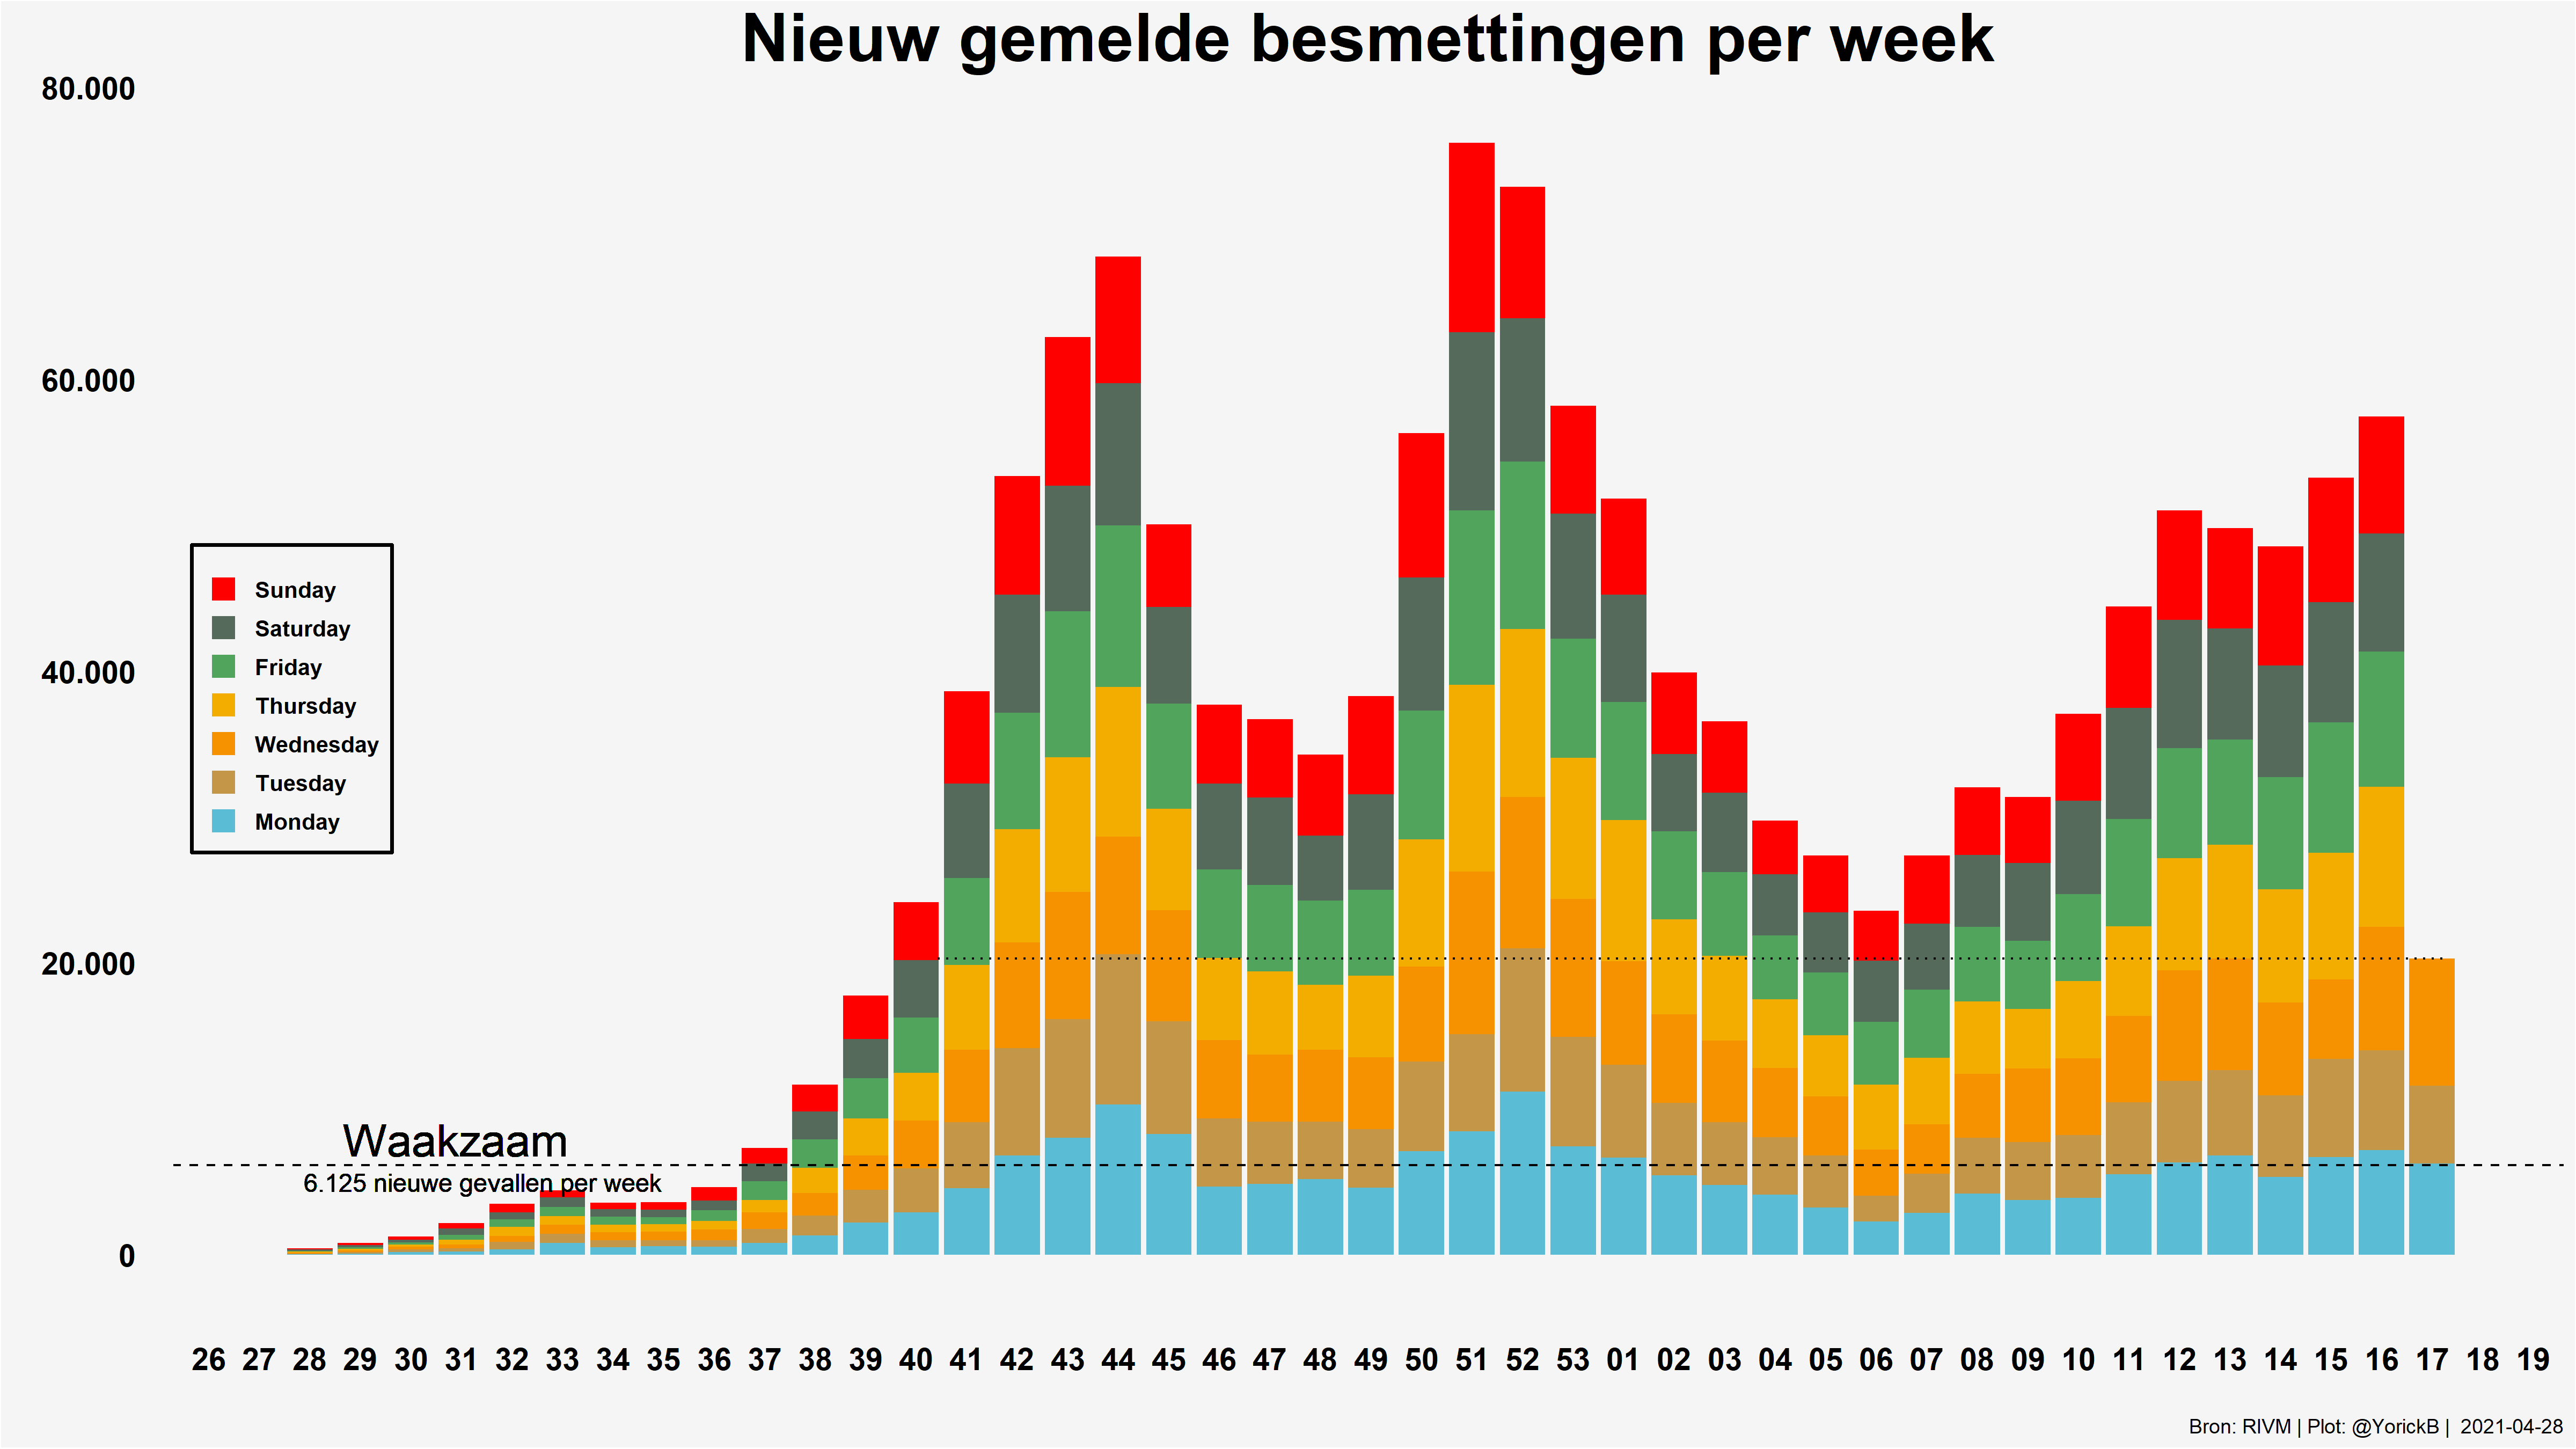 Nieuw gemelde besmettingen per week
80.000
60.000
40.000
20.000
0
Sunday
Saturday
Friday
Thursday
Wednesday
Tuesday
Monday
Waakzaam
6.125 nieuwe gevallen per week
26 27 28 29 30 31 32 33 34 35 36 37 38 39 40 41 42 43 44 45 46 47 48 49 50 51 52 53 01 02 03 04 05 06 07 08 09 10 11 12 13 14 15 16 17 18 19
Bron: RIVM | Plot: @YorickB | 2021-04-28